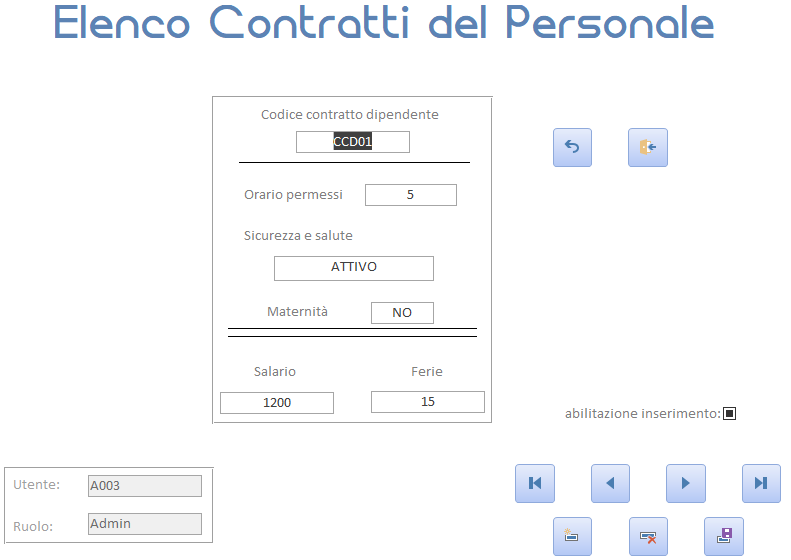 Elenco Contratti del Personale
Codice contratto dipendente
CCD01
Orario permessi 5
Sicurezza e salute
ATTIVO
Maternità NO
Salario Ferie
1200 15
abilitazione inserimento:
Utente: A003
Ruolo: Admin